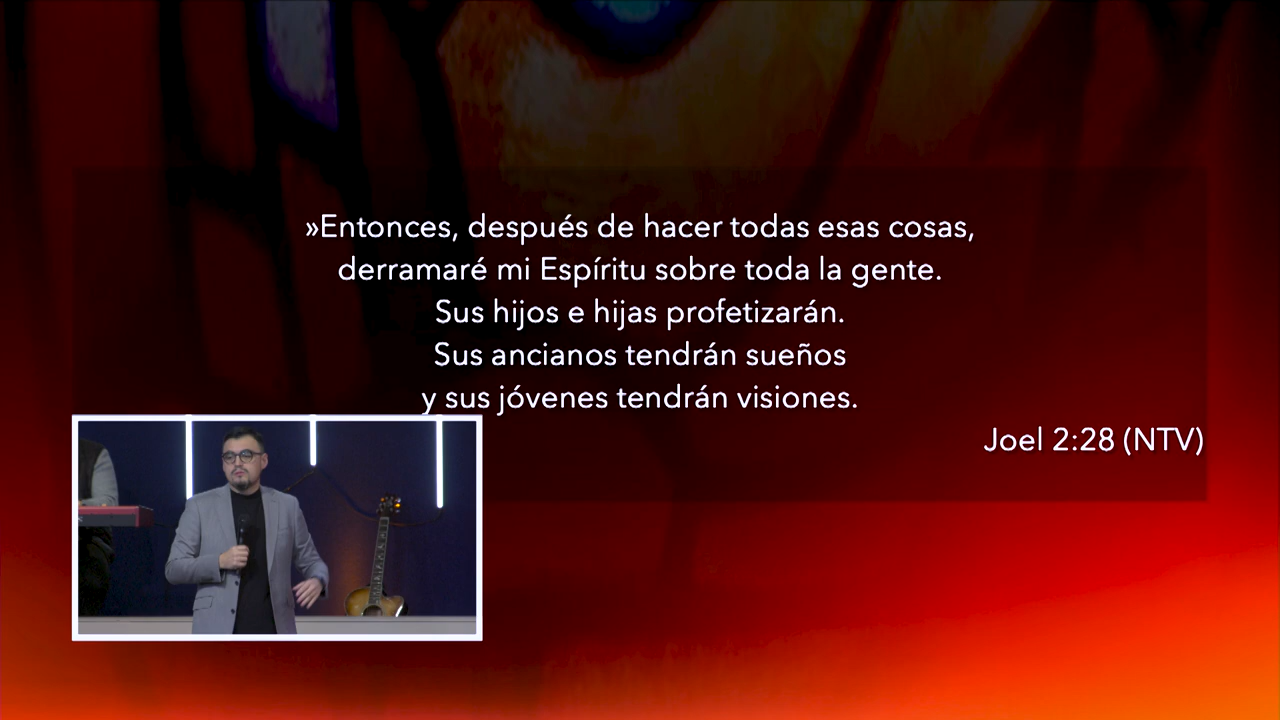 »Entonces, después de hacer todas esas cosas,
derramaré mi Espíritu sobre toda la gente.
Sus hijos e hijas profetizarán.
Sus ancianos tendrán sueños
y sus jóvenes tendrán visiones.
Joel 2:28 (NTV)